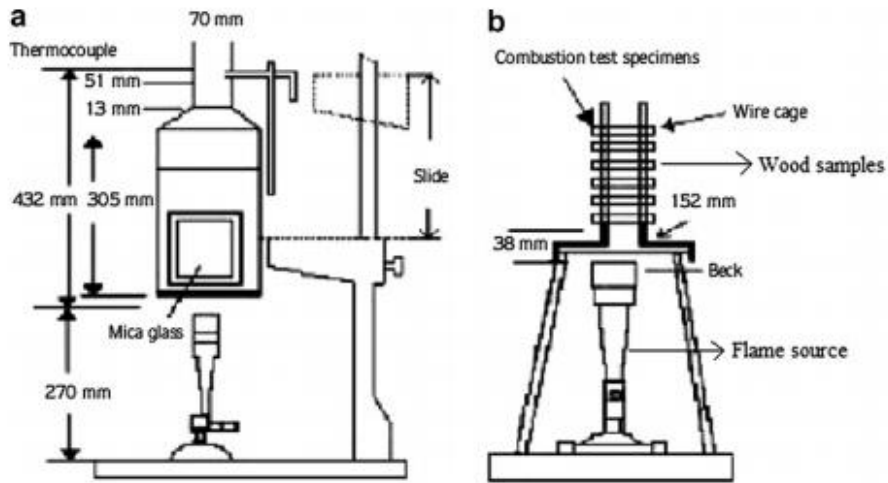 a
70 mm
Thermocouple
51 mm
13 mm
432 mm
305 mm
Slide
Mica glass
270 mm
b
Combustion test specimens
Wire cage
Wood samples
152 mm
38 mm
Beck
Flame source